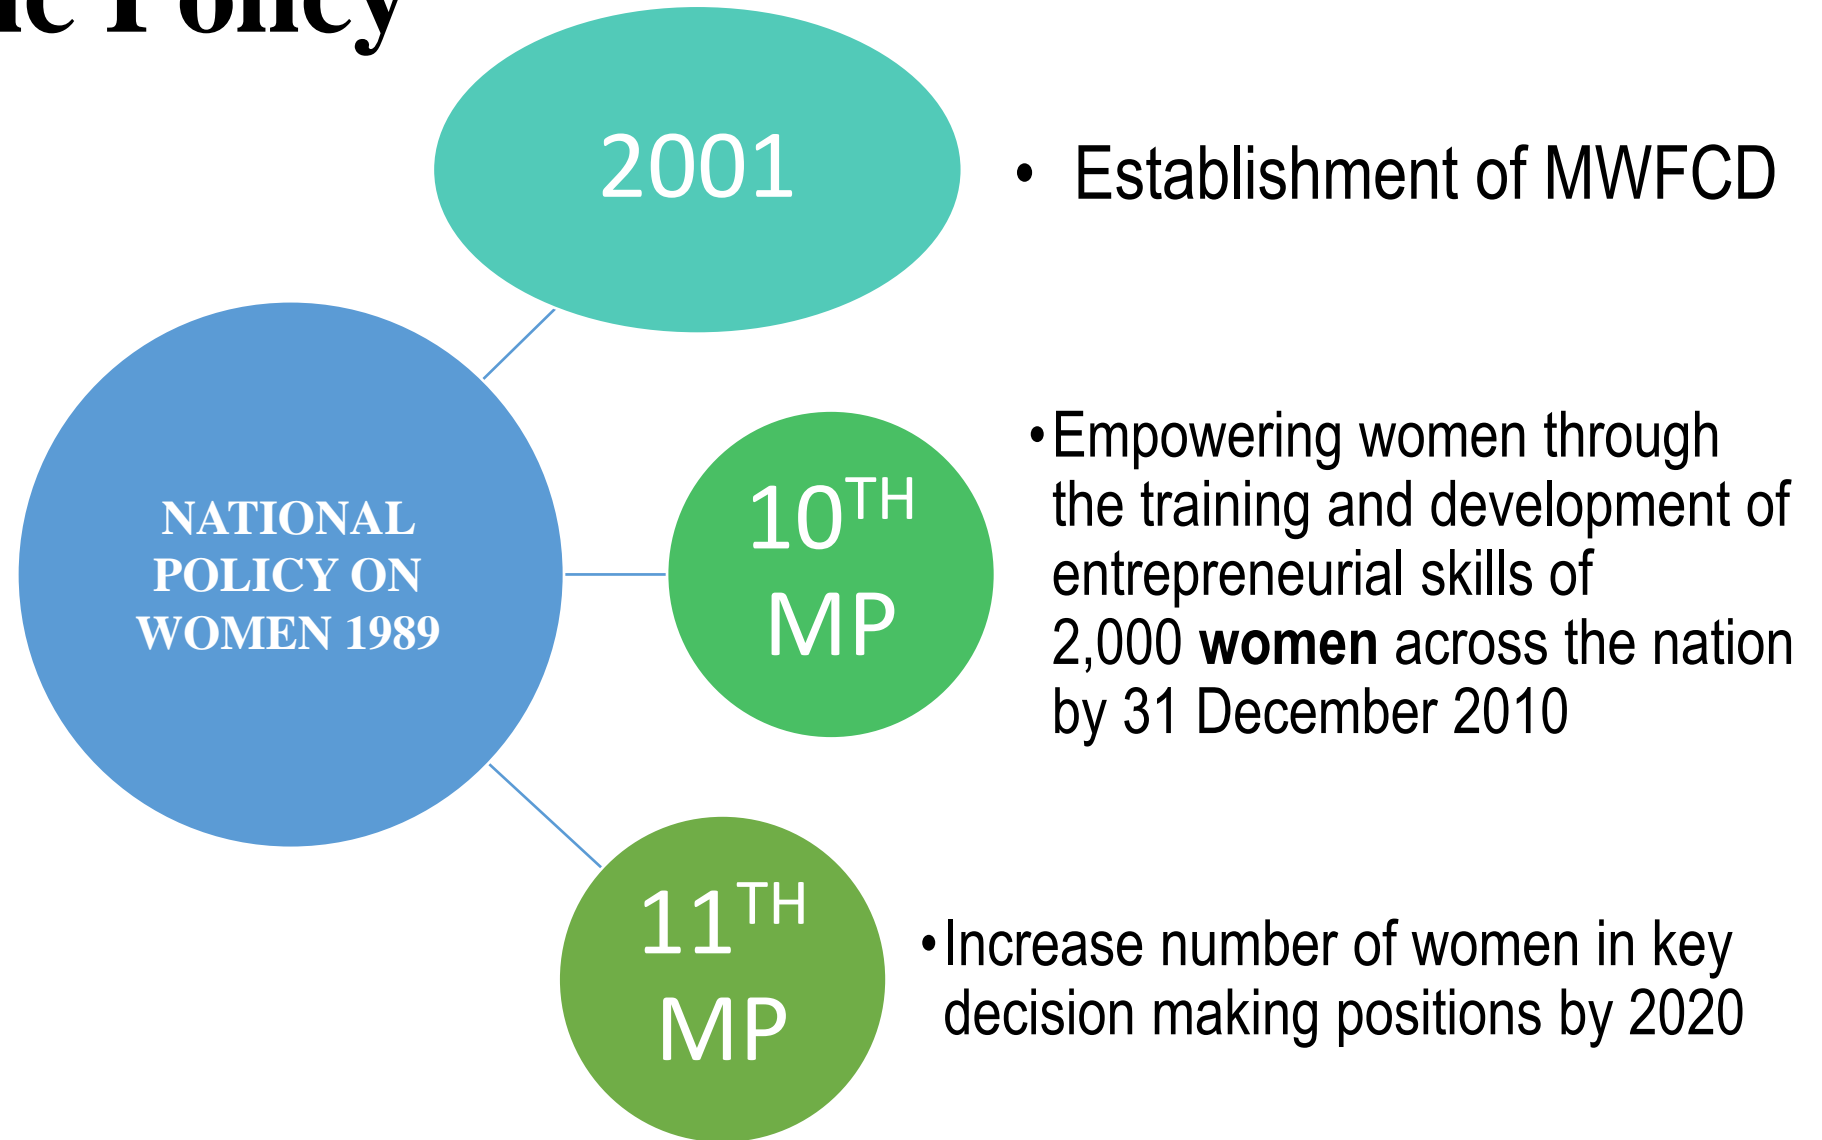 Policy
2001
• Establishment of MWFCD
NATIONAL
POLICY ON
WOMEN 1989
10TH
MP
•Empowering women through
the training and development of
entrepreneurial skills of
2,000 women across the nation
by 31 December 2010
11TH
MP
•Increase number of women in key
decision making positions by 2020